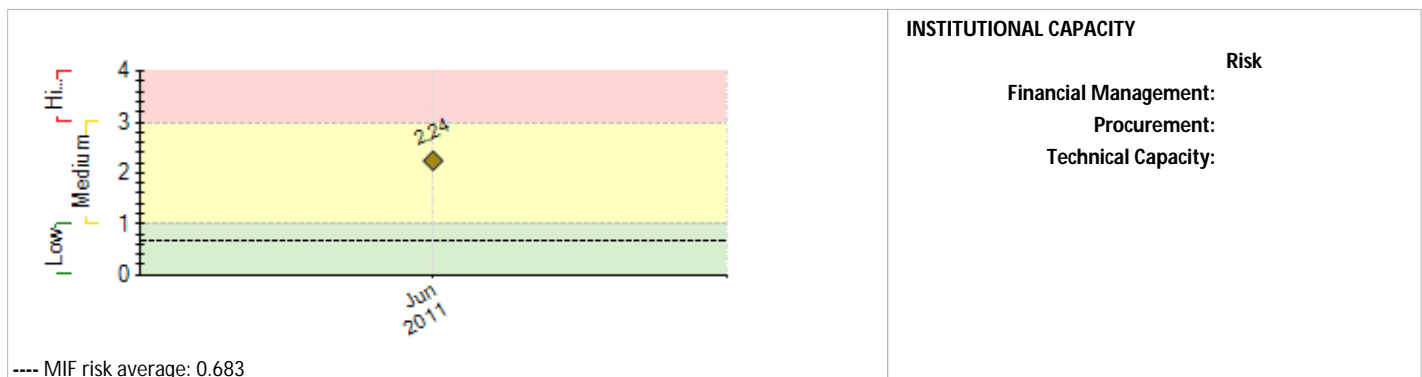 4
3
2
1
0
Hi...
Medium
Low
2.24
Jun
2011
---- MIF risk average: 0.683
INSTITUTIONAL CAPACITY
Risk
Financial Management:
Procurement:
Technical Capacity: